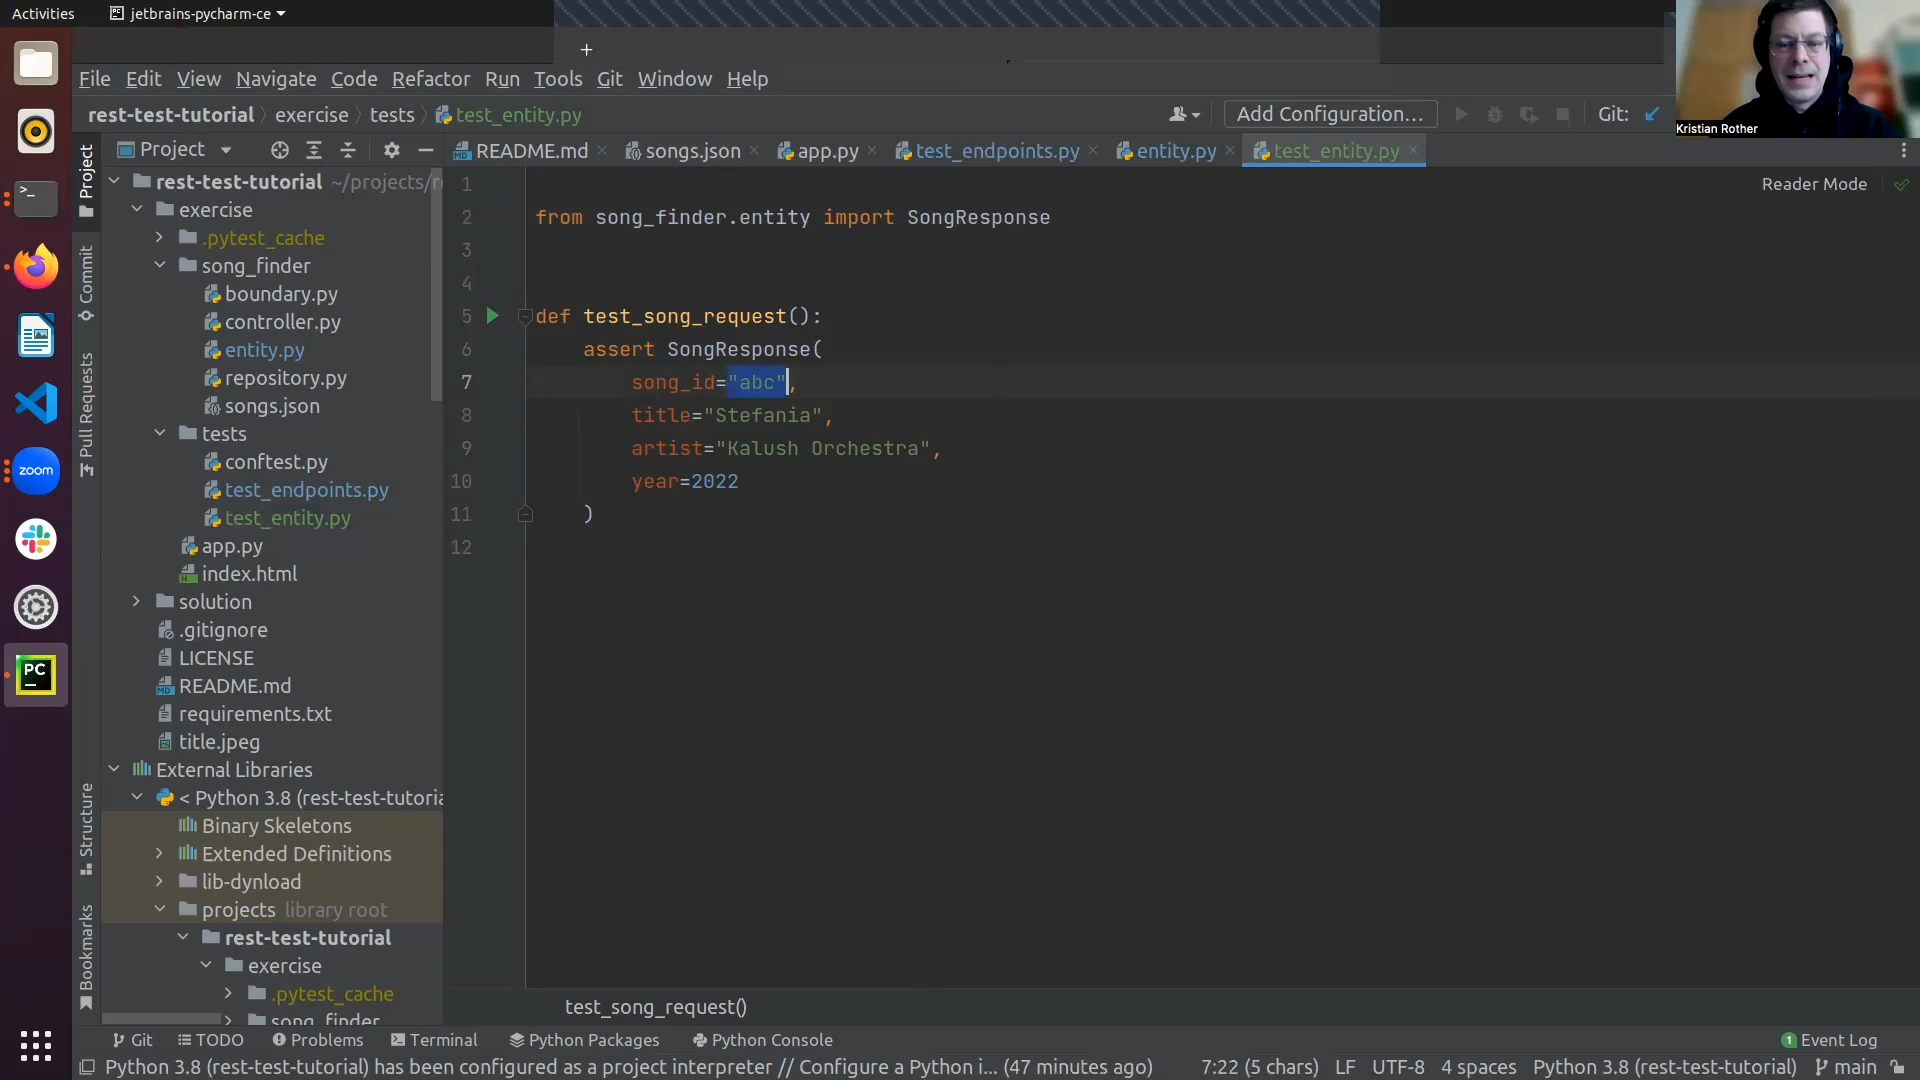 Activities jetbrains-pycharm-ce
File Edit View Navigate Code Refactor Run Tools Git Window Help
Kristian Rother
rest-test-tutorial exercise tests test_entity.py Add Configuration... Git:
Project README.md songs.json app.py test_endpoints.py entity.py test_entity.py
Reader Mode
Project
Commit
Pull Requests
Structure
Bookmarks
rest-test-tutorial ~/projects/r
exercise
.pytest_cache
song_finder
boundary.py
controller.py
entity.py
repository.py
songs.json
tests
conftest.py
test_endpoints.py
test_entity.py
app.py
index.html
solution
.gitignore
LICENSE
README.md
requirements.txt
title.jpeg
External Libraries
< Python 3.8 (rest-test-tutoria
Binary Skeletons
Extended Definitions
lib-dynload
projects library root
rest-test-tutorial
exercise
.pytest_cache
song_finder
1
2 from song_finder.entity import SongResponse
3
4
5 def test_song_request():
6 assert SongResponse(
7 song_id="abc",
8 title="Stefania",
9 artist="Kalush Orchestra",
10 year=2022
11 )
12
test_song_request()
zoom
PC
Git TODO Problems Terminal Python Packages Python Console 1 Event Log
Python 3.8 (rest-test-tutorial) has been configured as a project interpreter // Configure a Python i... (47 minutes ago) 7:22 (5 chars) LF UTF-8 4 spaces Python 3.8 (rest-test-tutorial) main